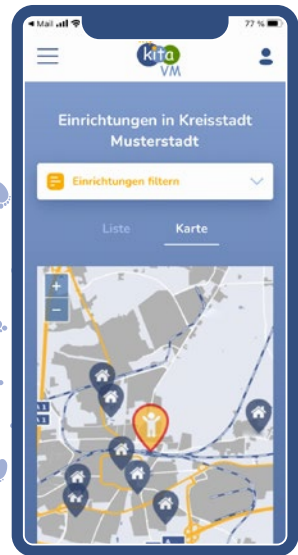 Mail
77 %
kita
VM
Einrichtungen in Kreisstadt
Musterstadt
Einrichtungen filtern
Liste
Karte
+
−